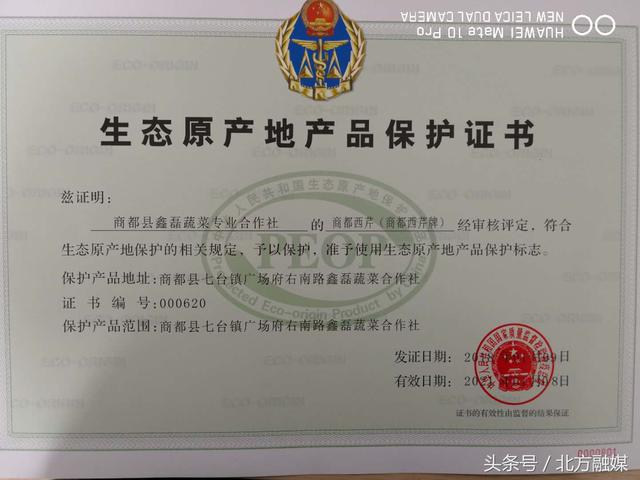 HUAWEI Mate 10 Pro
NEW LEICA DUAL CAMERA
生态原产地产品保护证书
兹证明：
商都县鑫磊蔬菜专业合作社 的 商都西芹（商都西芹牌） 经审核评定，符合
生态原产地保护的相关规定，予以保护，准予使用生态原产地产品保护标志。
保护产品地址：商都县七台镇广场府右南路鑫磊蔬菜合作社
证书编号：000620
保护产品范围：商都县七台镇广场府右南路鑫磊蔬菜合作社
PEOP
Protected Eco-origin Product by
发证日期：
有效日期：
证书的有效性由监督的结果保证
0000801
头条号／北方融媒